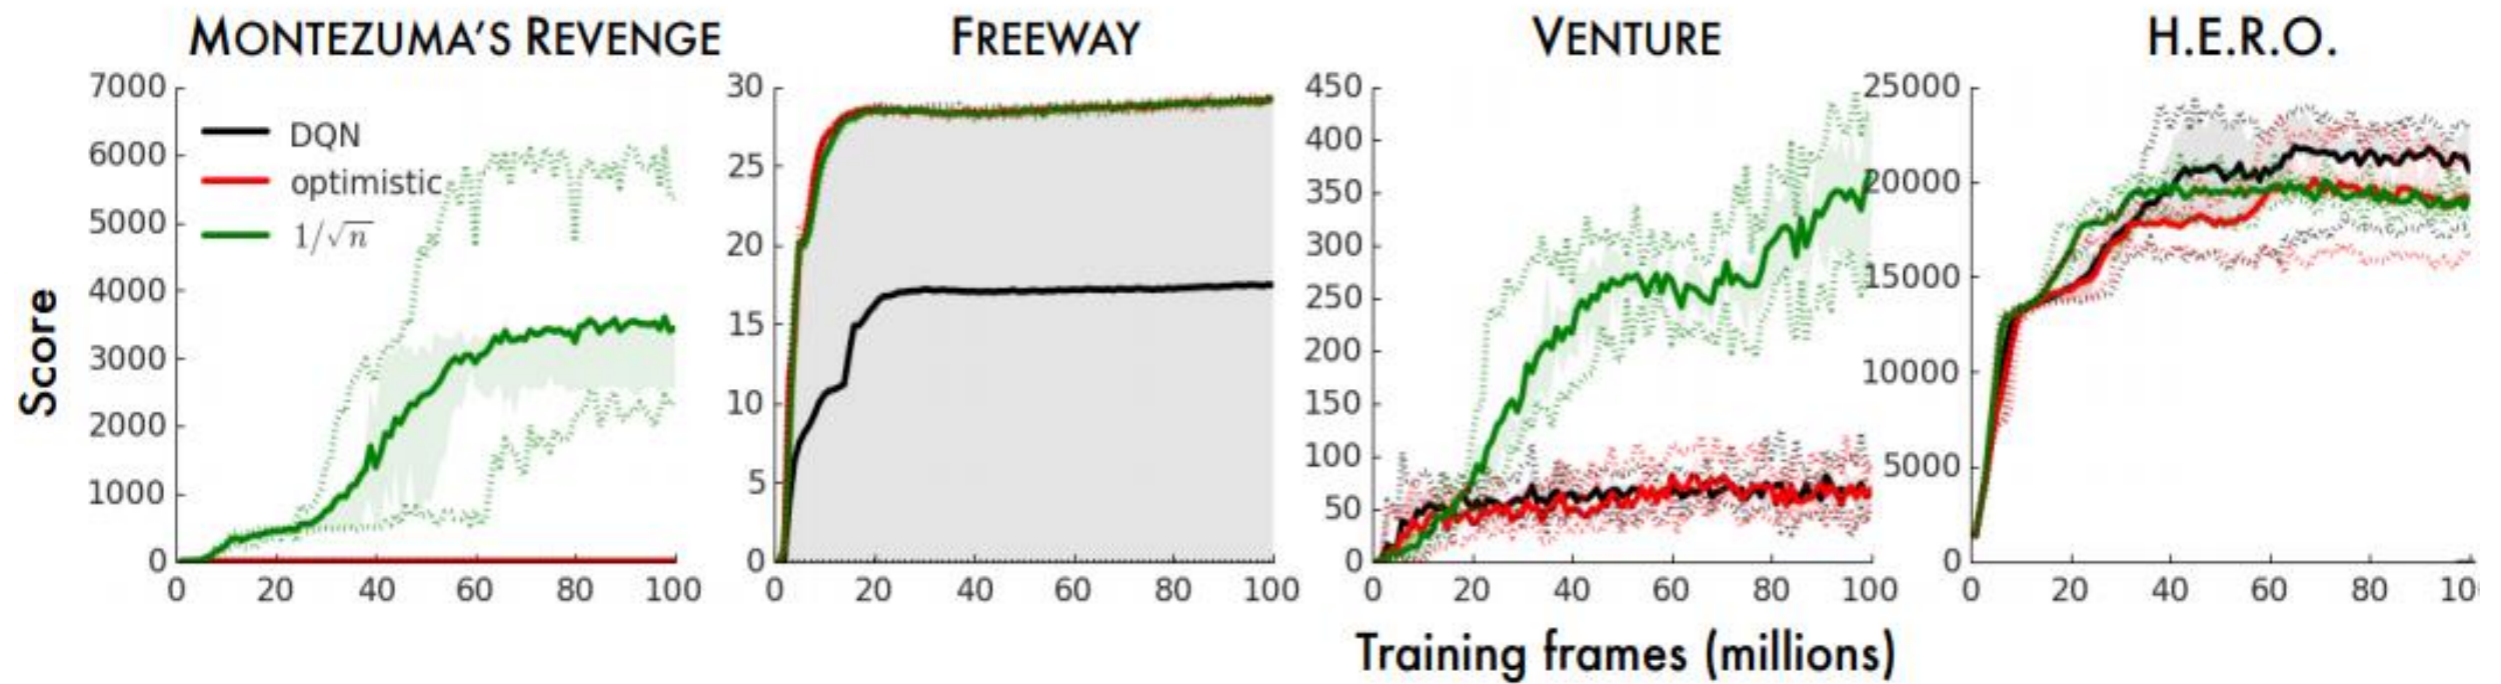 MONTEZUMA'S REVENGE
FREEWAY
VENTURE
H.E.R.O.
7000
6000
5000
4000
3000
2000
1000
0
DQN
optimistic
1/√n
0 20 40 60 80 100
30
25
20
15
10
5
0
0 20 40 60 80 100
450
400
350
300
250
200
150
100
50
0
0 20 40 60 80 100
25000
20000
15000
10000
5000
0
0 20 40 60 80 10
Score
Training frames (millions)